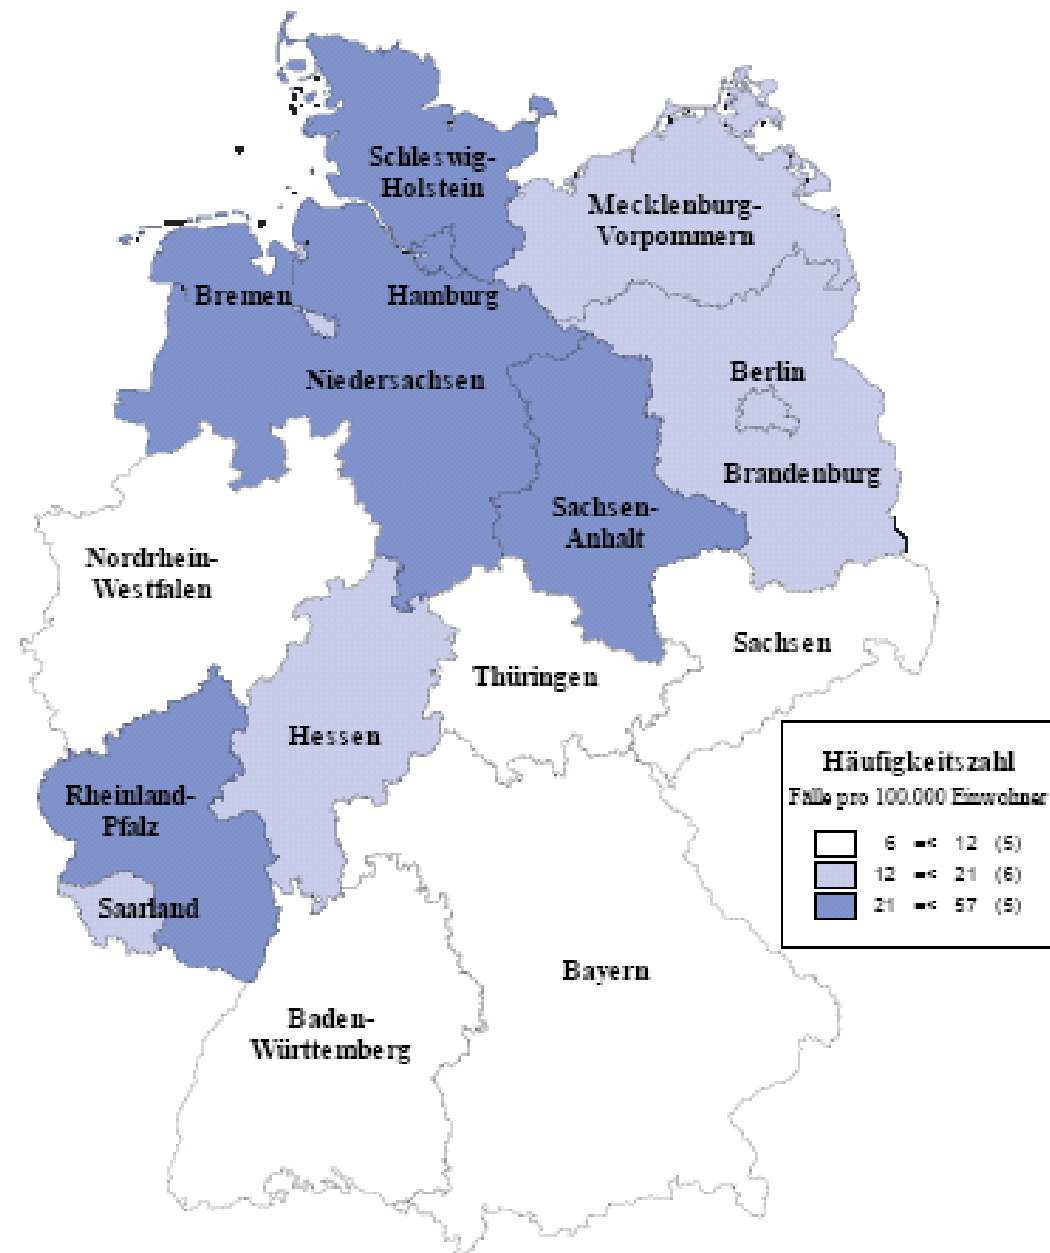 Schleswig-
Holstein
Mecklenburg-
Vorpommern
Bremen
Hamburg
Niedersachsen
Berlin
Brandenburg
Sachsen-
Anhalt
Nordrhein-
Westfalen
Sachsen
Thüringen
Hessen
Rheinland-
Pfalz
Saarland
Bayern
Baden-
Württemberg
Häufigkeitszahl
Fälle pro 100.000 Einwohner
6 =< 12 (5)
12 =< 21 (6)
21 =< 57 (5)